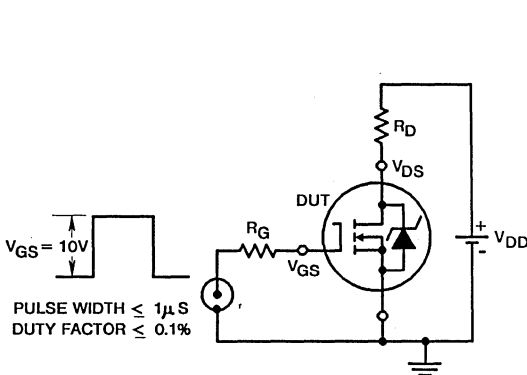 R_D
V_DS
DUT
R_G
V_GS = 10V
V_GS
+
V_DD
-
PULSE WIDTH ≤ 1μS
DUTY FACTOR ≤ 0.1%